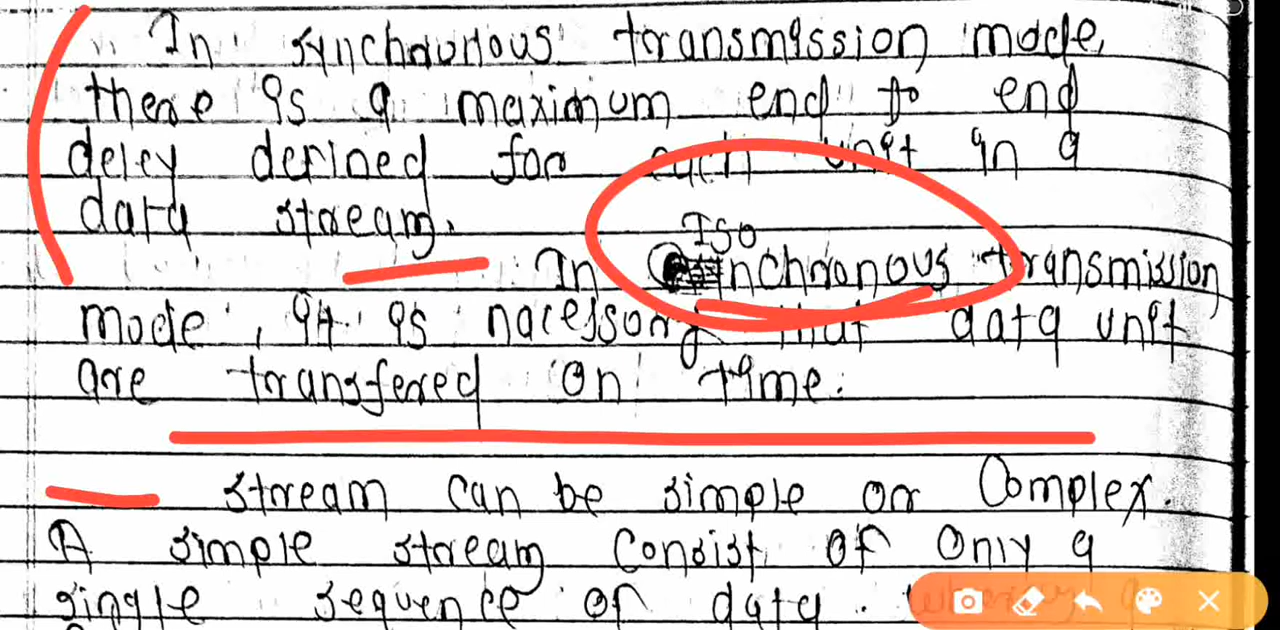 In synchronous transmission mode,
there is a maximum end to end
deley defined for each unit in a
data stream.
Iso
In nchronous transmission
mode, it is nacessory that data unit
are transfered on time.
stream can be simple or Complex.
A simple stream consist of only a
single sequence of data.